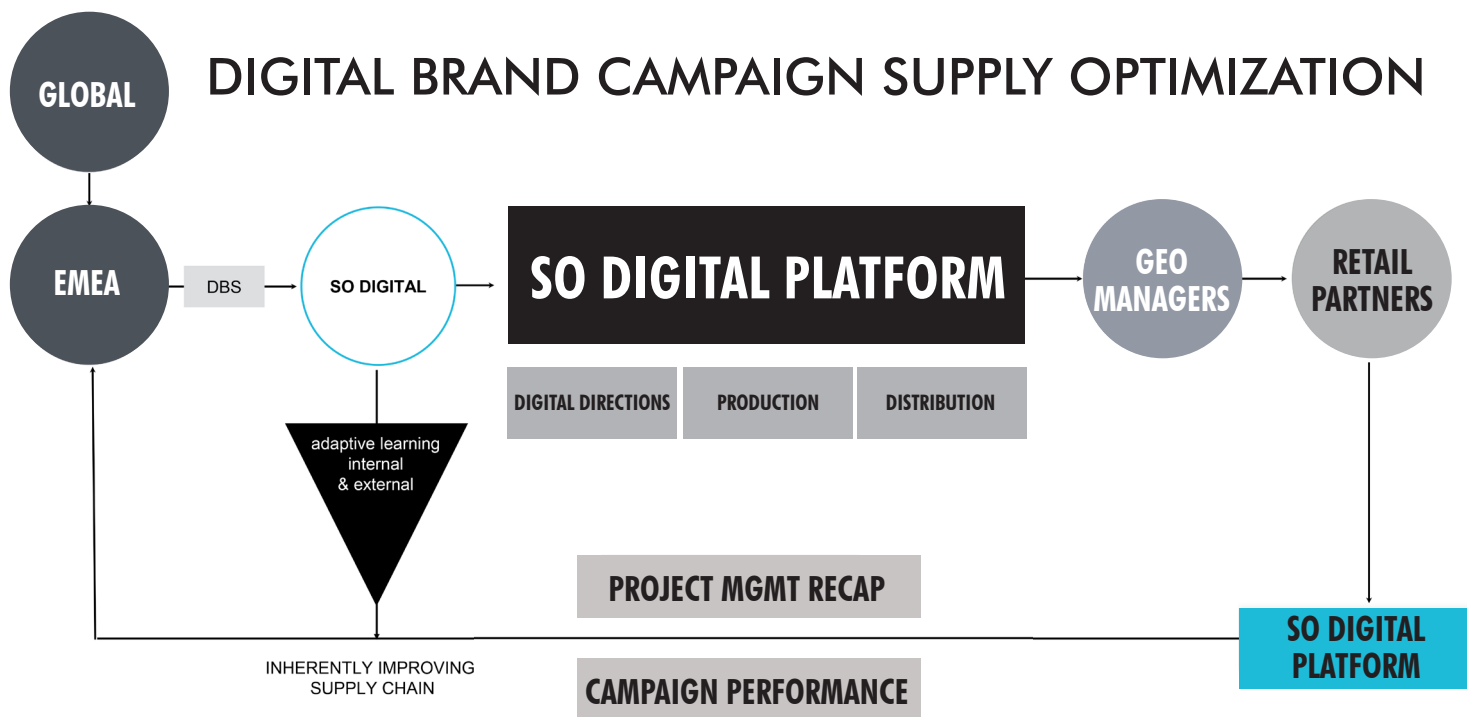 GLOBAL
DIGITAL BRAND CAMPAIGN SUPPLY OPTIMIZATION
EMEA
DBS
SO DIGITAL
SO DIGITAL PLATFORM
GEO
MANAGERS
RETAIL
PARTNERS
DIGITAL DIRECTIONS
PRODUCTION
DISTRIBUTION
adaptive learning
internal
& external
PROJECT MGMT RECAP
SO DIGITAL
PLATFORM
INHERENTLY IMPROVING
SUPPLY CHAIN
CAMPAIGN PERFORMANCE